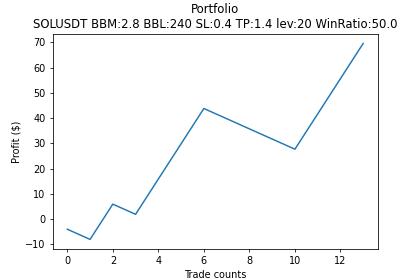 Portfolio
SOLUSDT BBM:2.8 BBL:240 SL:0.4 TP:1.4 lev:20 WinRatio:50.0
70
60
50
40
30
20
10
0
−10
Profit ($)
0 2 4 6 8 10 12
Trade counts